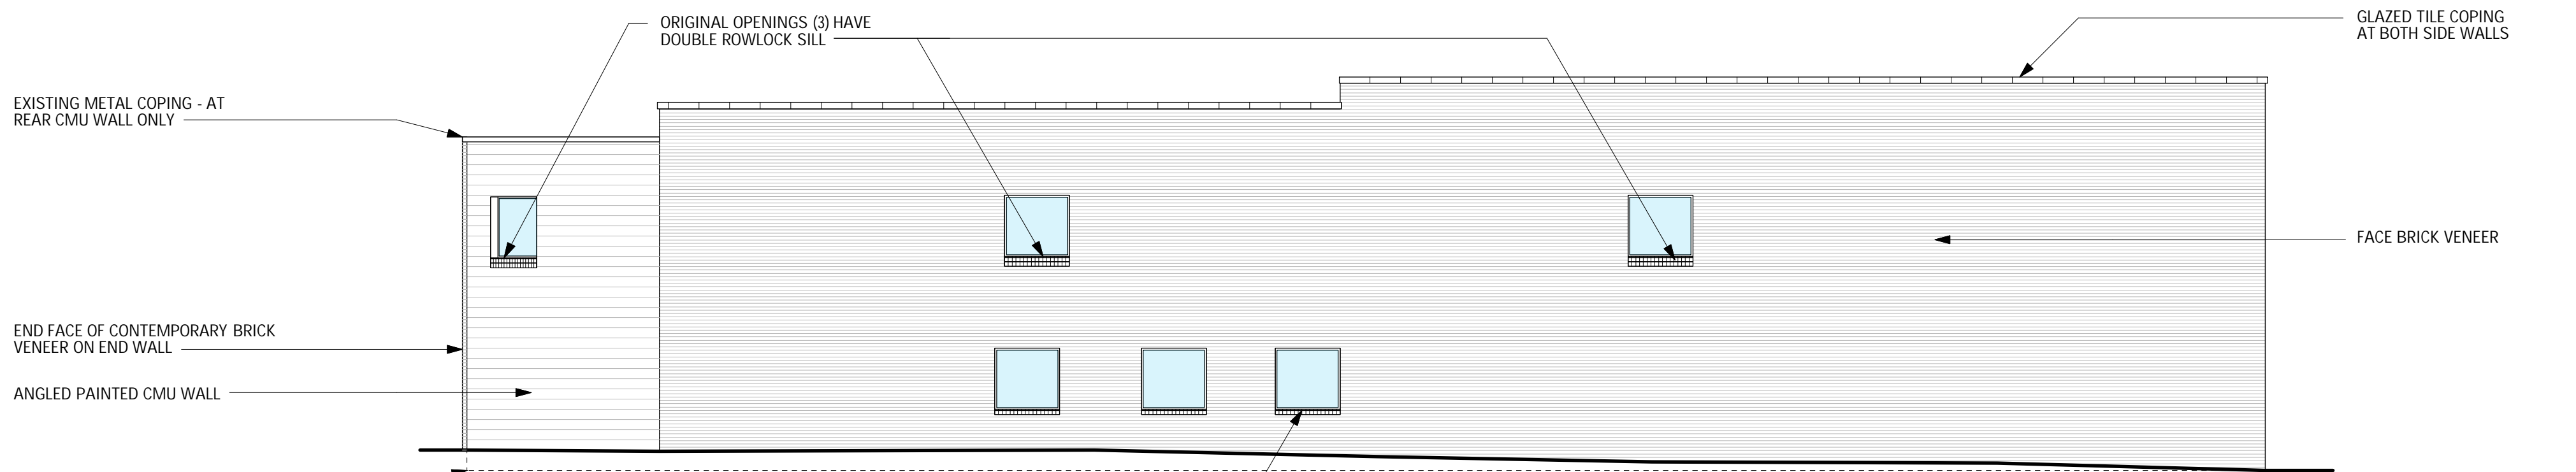 ORIGINAL OPENINGS (3) HAVE
DOUBLE ROWLOCK SILL
GLAZED TILE COPING
AT BOTH SIDE WALLS
EXISTING METAL COPING - AT
REAR CMU WALL ONLY
FACE BRICK VENEER
END FACE OF CONTEMPORARY BRICK
VENEER ON END WALL
ANGLED PAINTED CMU WALL